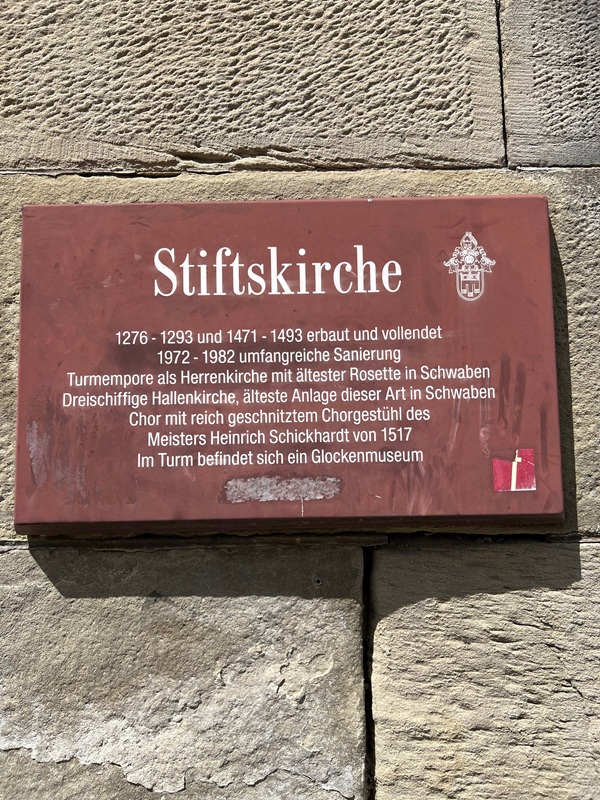 Stiftskirche
1276 - 1293 und 1471 - 1493 erbaut und vollendet
1972 - 1982 umfangreiche Sanierung
Turmempore als Herrenkirche mit ältester Rosette in Schwaben
Dreischiffige Hallenkirche, älteste Anlage dieser Art in Schwaben
Chor mit reich geschnitztem Chorgestühl des
Meisters Heinrich Schickhardt von 1517
Im Turm befindet sich ein Glockenmuseum